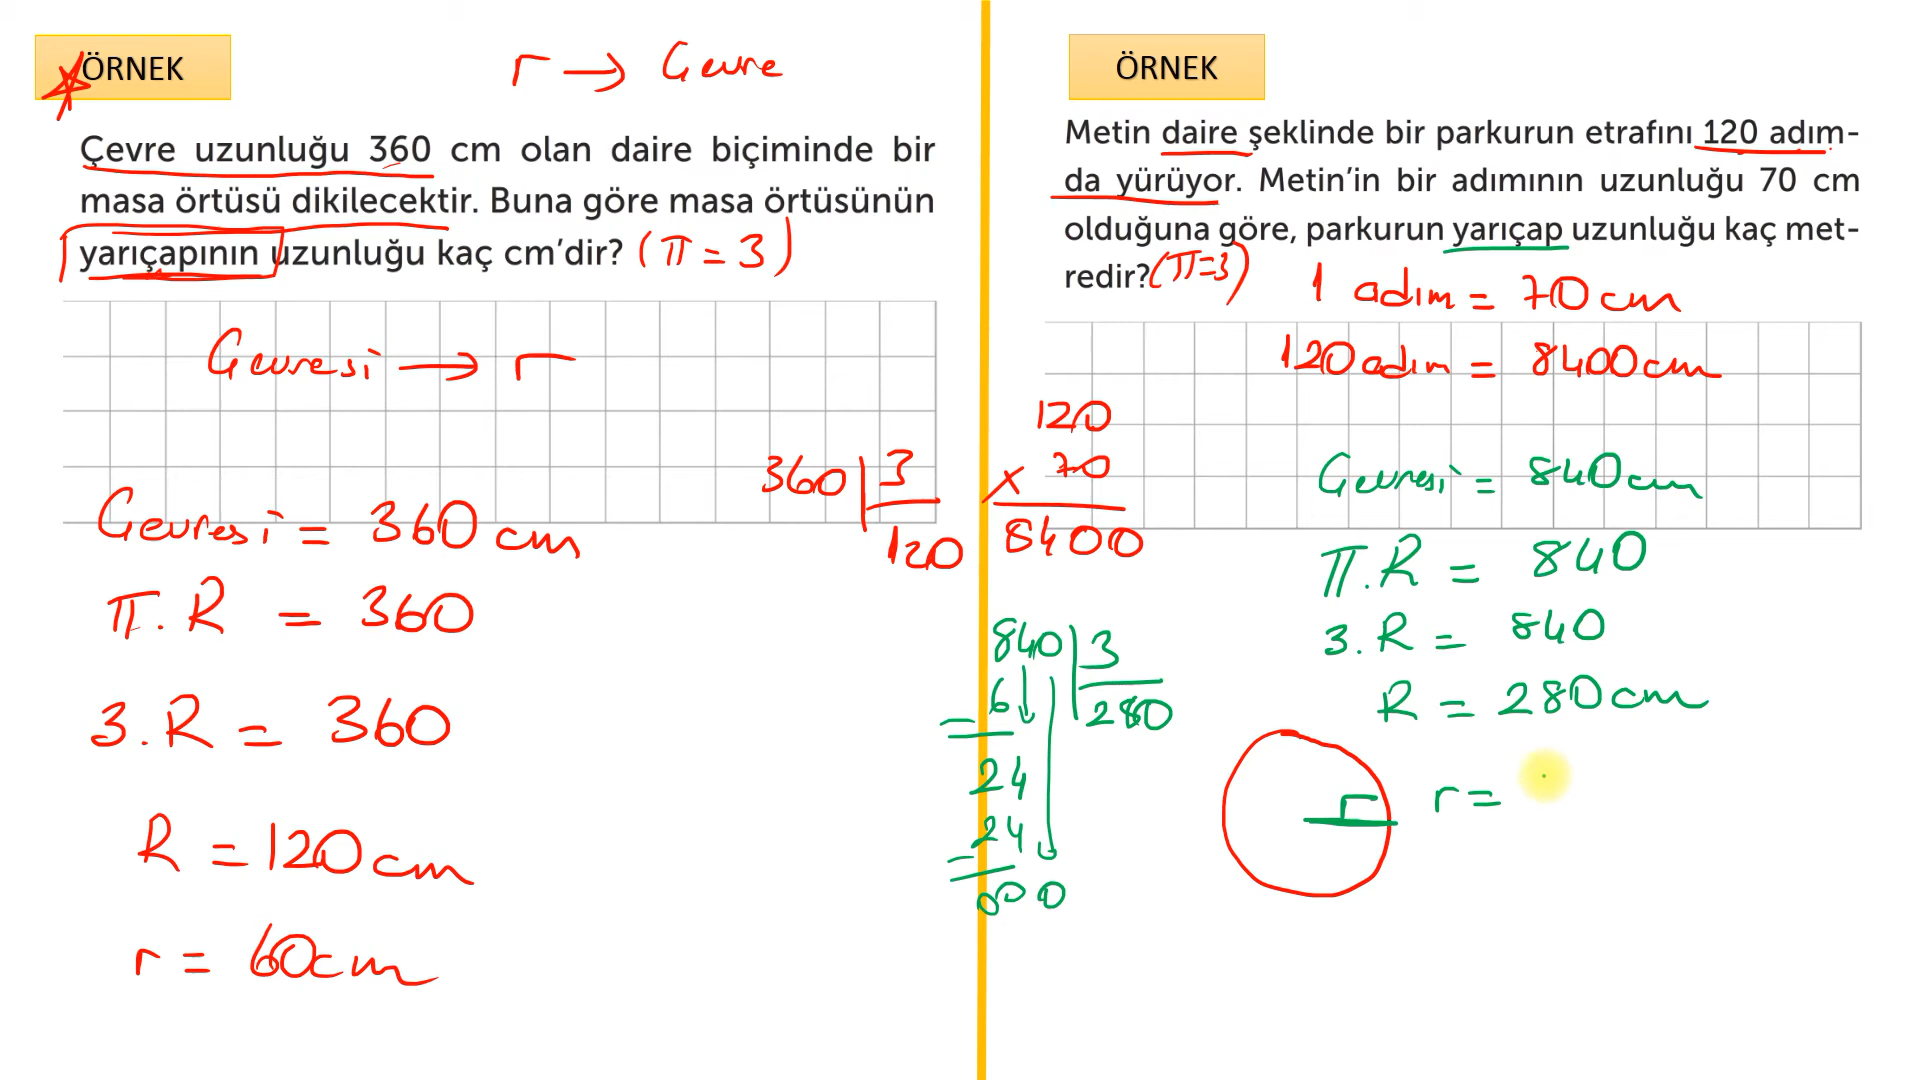 ÖRNEK
r → Çevre
Çevre uzunluğu 360 cm olan daire biçiminde bir
masa örtüsü dikilecektir. Buna göre masa örtüsünün
yarıçapının uzunluğu kaç cm'dir? (π = 3)
Çevresi → r
360 | 3
120
Çevresi = 360 cm
π . R = 360
3 . R = 360
R = 120 cm
r = 60 cm
ÖRNEK
Metin daire şeklinde bir parkurun etrafını 120 adım-
da yürüyor. Metin'in bir adımının uzunluğu 70 cm
olduğuna göre, parkurun yarıçap uzunluğu kaç met-
redir? (π = 3)
1 adım = 70 cm
120 adım = 8400 cm
120
x 70
8400
Çevresi = 840 cm
π . R = 840
3 . R = 840
R = 280 cm
840 | 3
6 280
24
24
000
r
r =